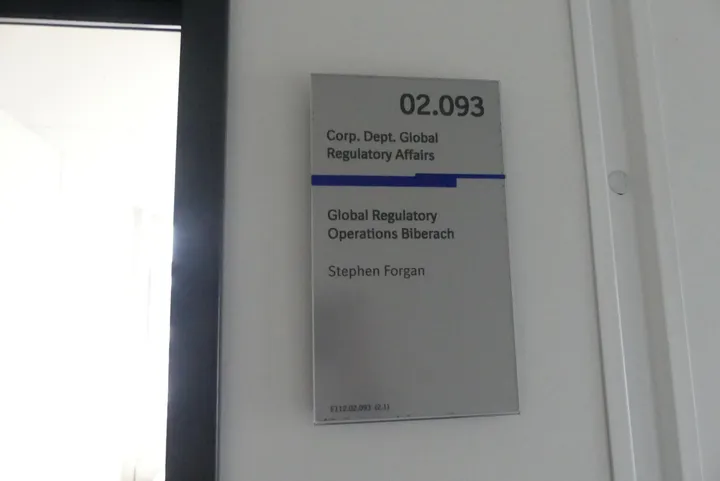 02.093
Corp. Dept. Global
Regulatory Affairs
Global Regulatory
Operations Biberach
Stephen Forgan